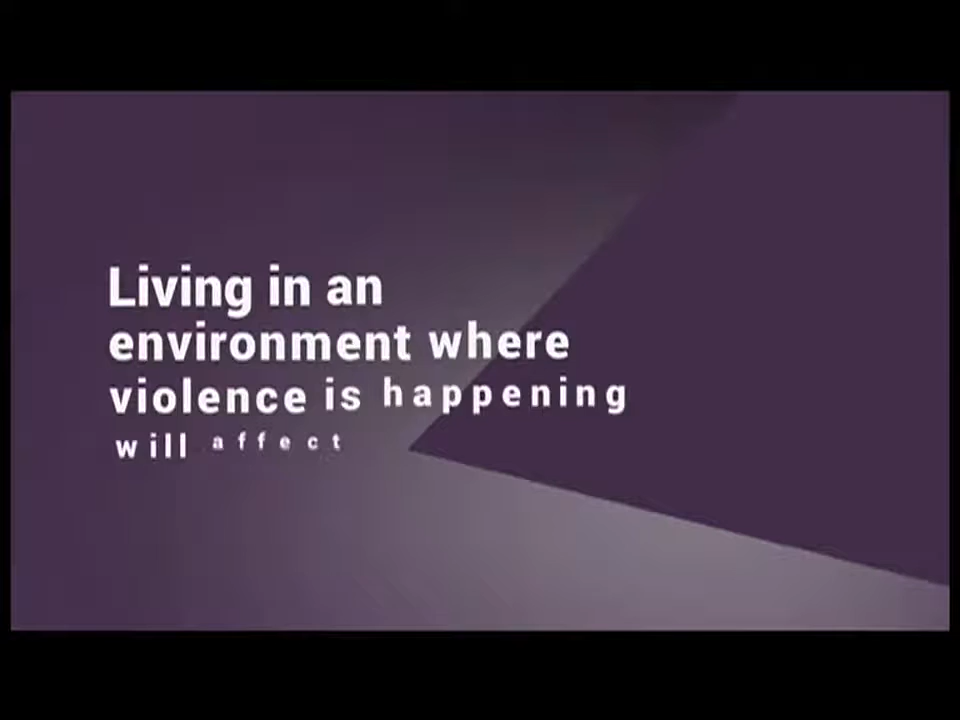 Living in an
environment where
violence is happening
will affect